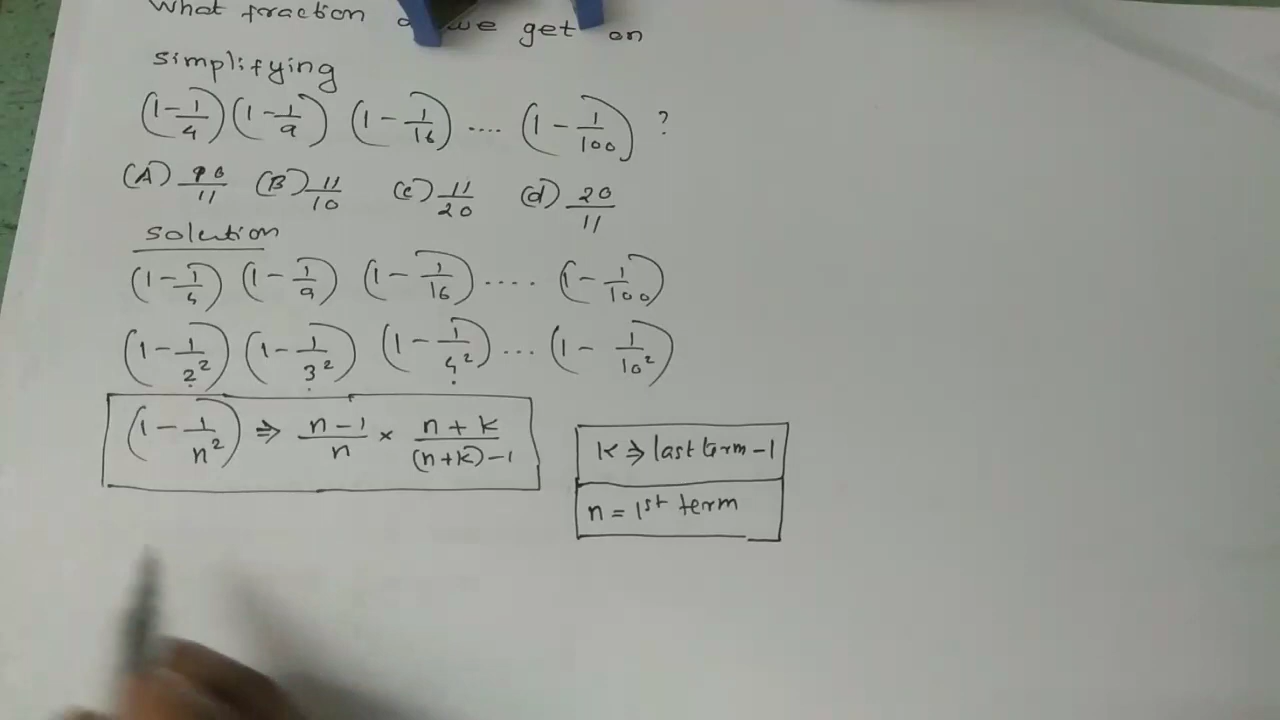 What fraction we get on
simplifying
(1-1/4)(1-1/9)(1-1/16)....(1-1/100)?
(A) 90/11 (B) 11/10 (c) 11/20 (d) 20/11
solution
(1-1/4)(1-1/9)(1-1/16)....(1-1/100)
(1-1/2²)(1-1/3²)(1-1/4²)...(1-1/10²)
(1-1/n²) ⇒ n-1/n × n+k/(n+k)-1
k ⇒ last term-1
n = 1st term